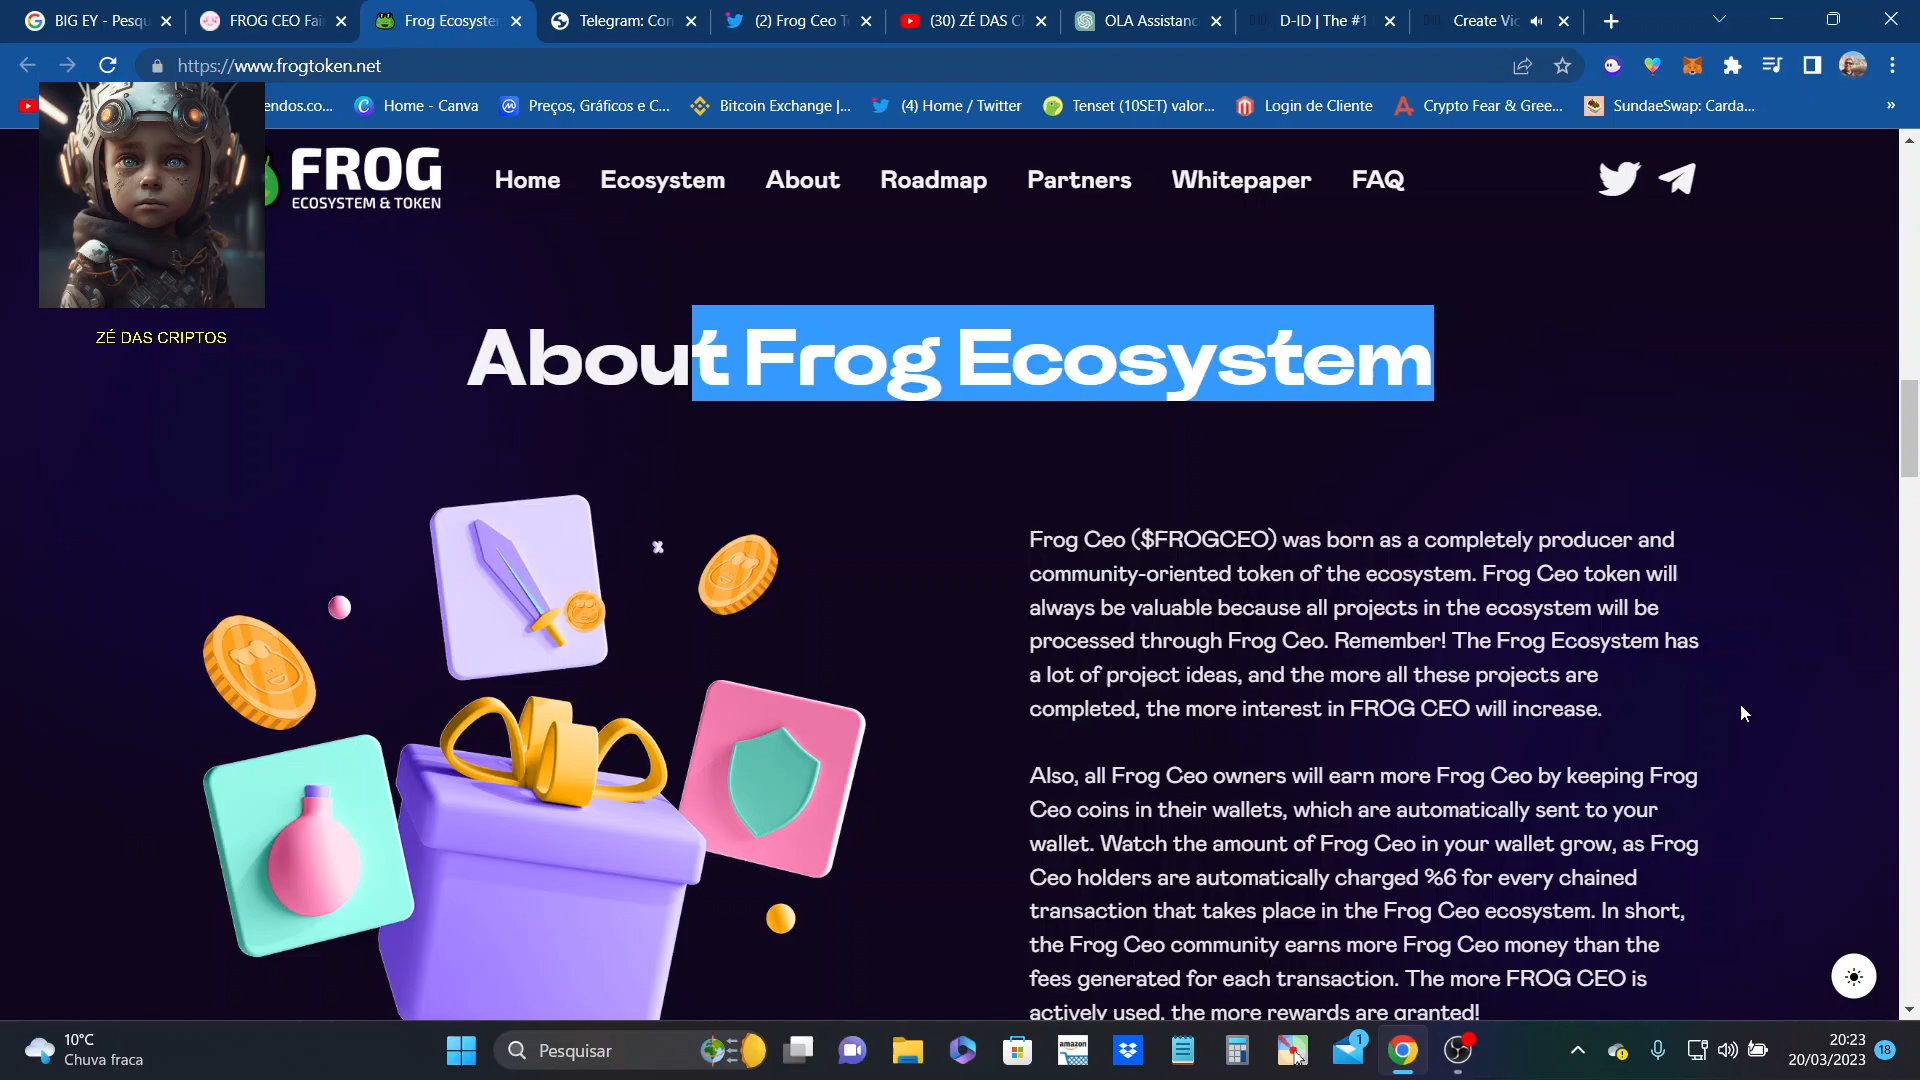 BIG EY - Pesqu
FROG CEO Fai
Frog Ecosyste
Telegram: Con
(2) Frog Ceo T
(30) ZÉ DAS C
OLA Assistanc
D-ID | The #1
Create Vi
https://www.frogtoken.net
endos.co...
Home - Canva
Preços, Gráficos e C...
Bitcoin Exchange |...
(4) Home / Twitter
Tenset (10SET) valor...
Login de Cliente
Crypto Fear & Gree...
SundaeSwap: Carda...
»
FROG
ECOSYSTEM & TOKEN
Home
Ecosystem
About
Roadmap
Partners
Whitepaper
FAQ
ZÉ DAS CRIPTOS
About Frog Ecosystem
Frog Ceo ($FROGCEO) was born as a completely producer and
community-oriented token of the ecosystem. Frog Ceo token will
always be valuable because all projects in the ecosystem will be
processed through Frog Ceo. Remember! The Frog Ecosystem has
a lot of project ideas, and the more all these projects are
completed, the more interest in FROG CEO will increase.
Also, all Frog Ceo owners will earn more Frog Ceo by keeping Frog
Ceo coins in their wallets, which are automatically sent to your
wallet. Watch the amount of Frog Ceo in your wallet grow, as Frog
Ceo holders are automatically charged %6 for every chained
transaction that takes place in the Frog Ceo ecosystem. In short,
the Frog Ceo community earns more Frog Ceo money than the
fees generated for each transaction. The more FROG CEO is
actively used, the more rewards are granted!
10°C
Chuva fraca
Pesquisar
amazon
1
20:23
20/03/2023
18